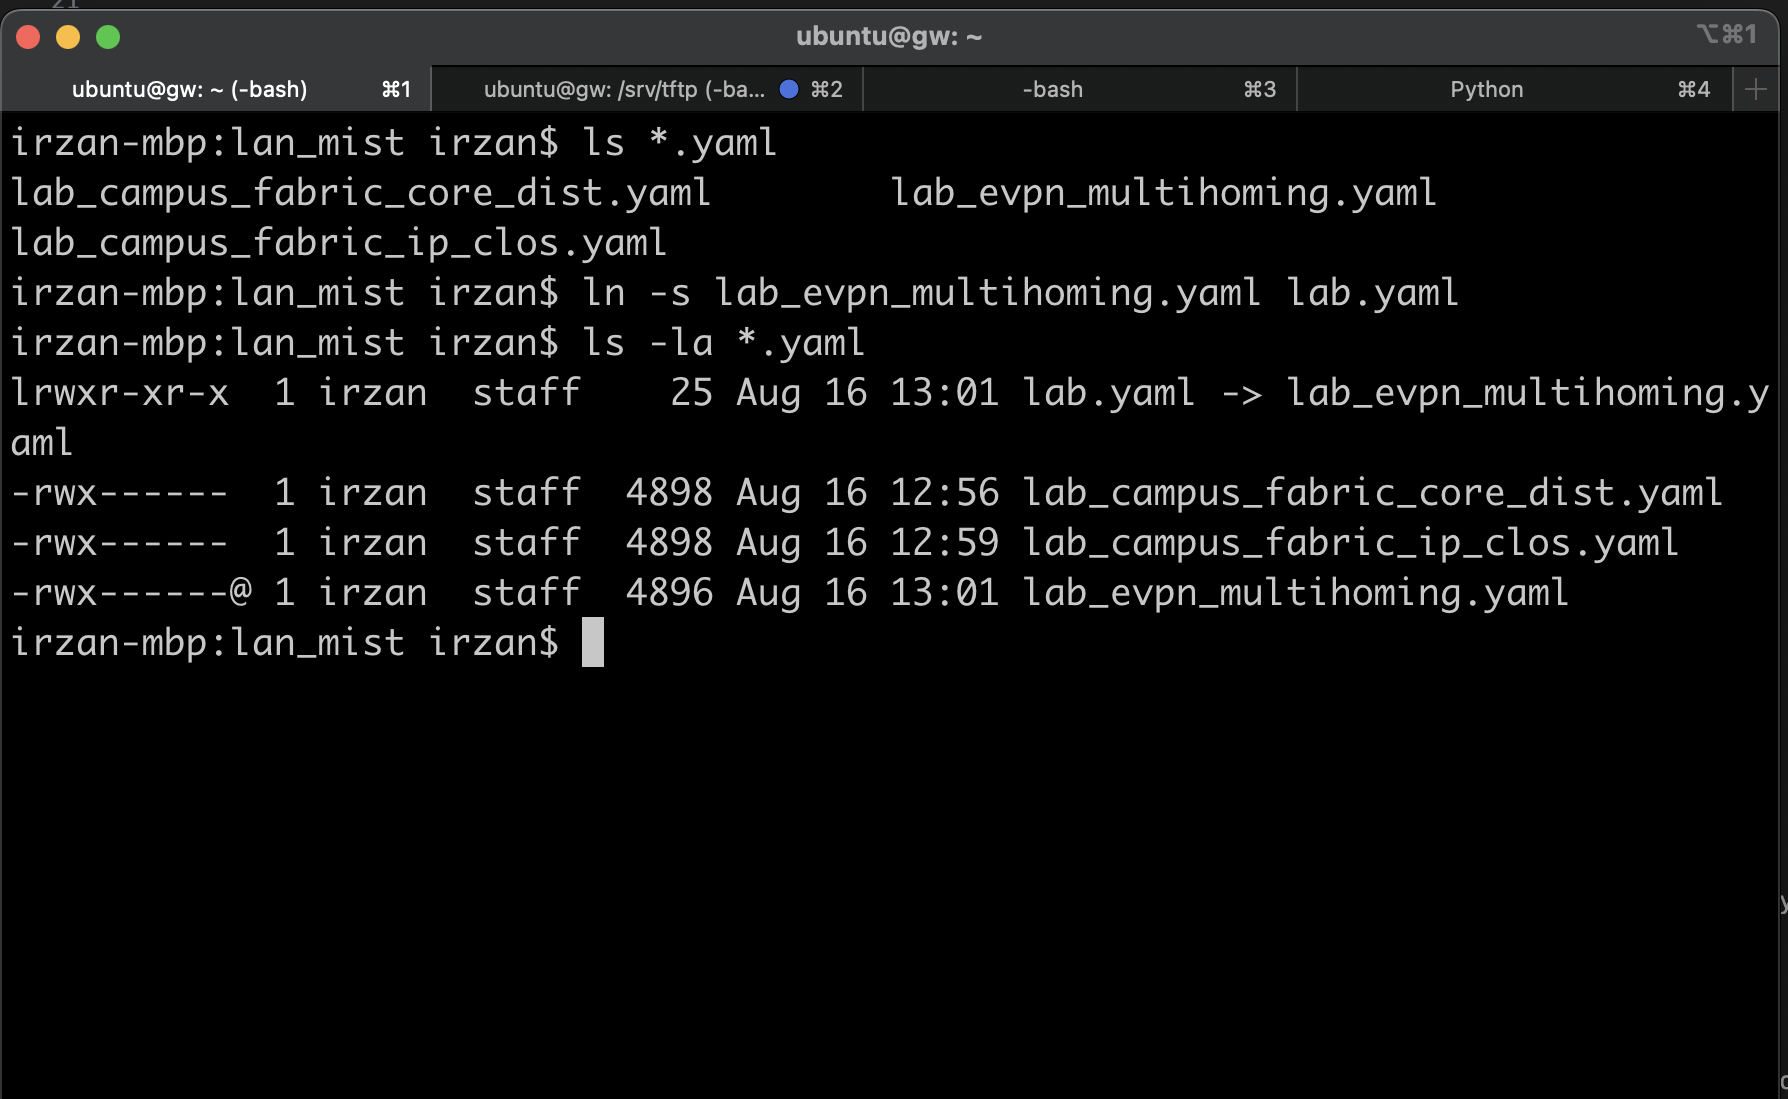 21
ubuntu@gw: ~ ⌥⌘1
ubuntu@gw: ~ (-bash) ⌘1 ubuntu@gw: /srv/tftp (-ba... ⌘2 -bash ⌘3 Python ⌘4 +
irzan-mbp:lan_mist irzan$ ls *.yaml
lab_campus_fabric_core_dist.yaml lab_evpn_multihoming.yaml
lab_campus_fabric_ip_clos.yaml
irzan-mbp:lan_mist irzan$ ln -s lab_evpn_multihoming.yaml lab.yaml
irzan-mbp:lan_mist irzan$ ls -la *.yaml
lrwxr-xr-x 1 irzan staff 25 Aug 16 13:01 lab.yaml -> lab_evpn_multihoming.y
aml
-rwx------ 1 irzan staff 4898 Aug 16 12:56 lab_campus_fabric_core_dist.yaml
-rwx------ 1 irzan staff 4898 Aug 16 12:59 lab_campus_fabric_ip_clos.yaml
-rwx------@ 1 irzan staff 4896 Aug 16 13:01 lab_evpn_multihoming.yaml
irzan-mbp:lan_mist irzan$